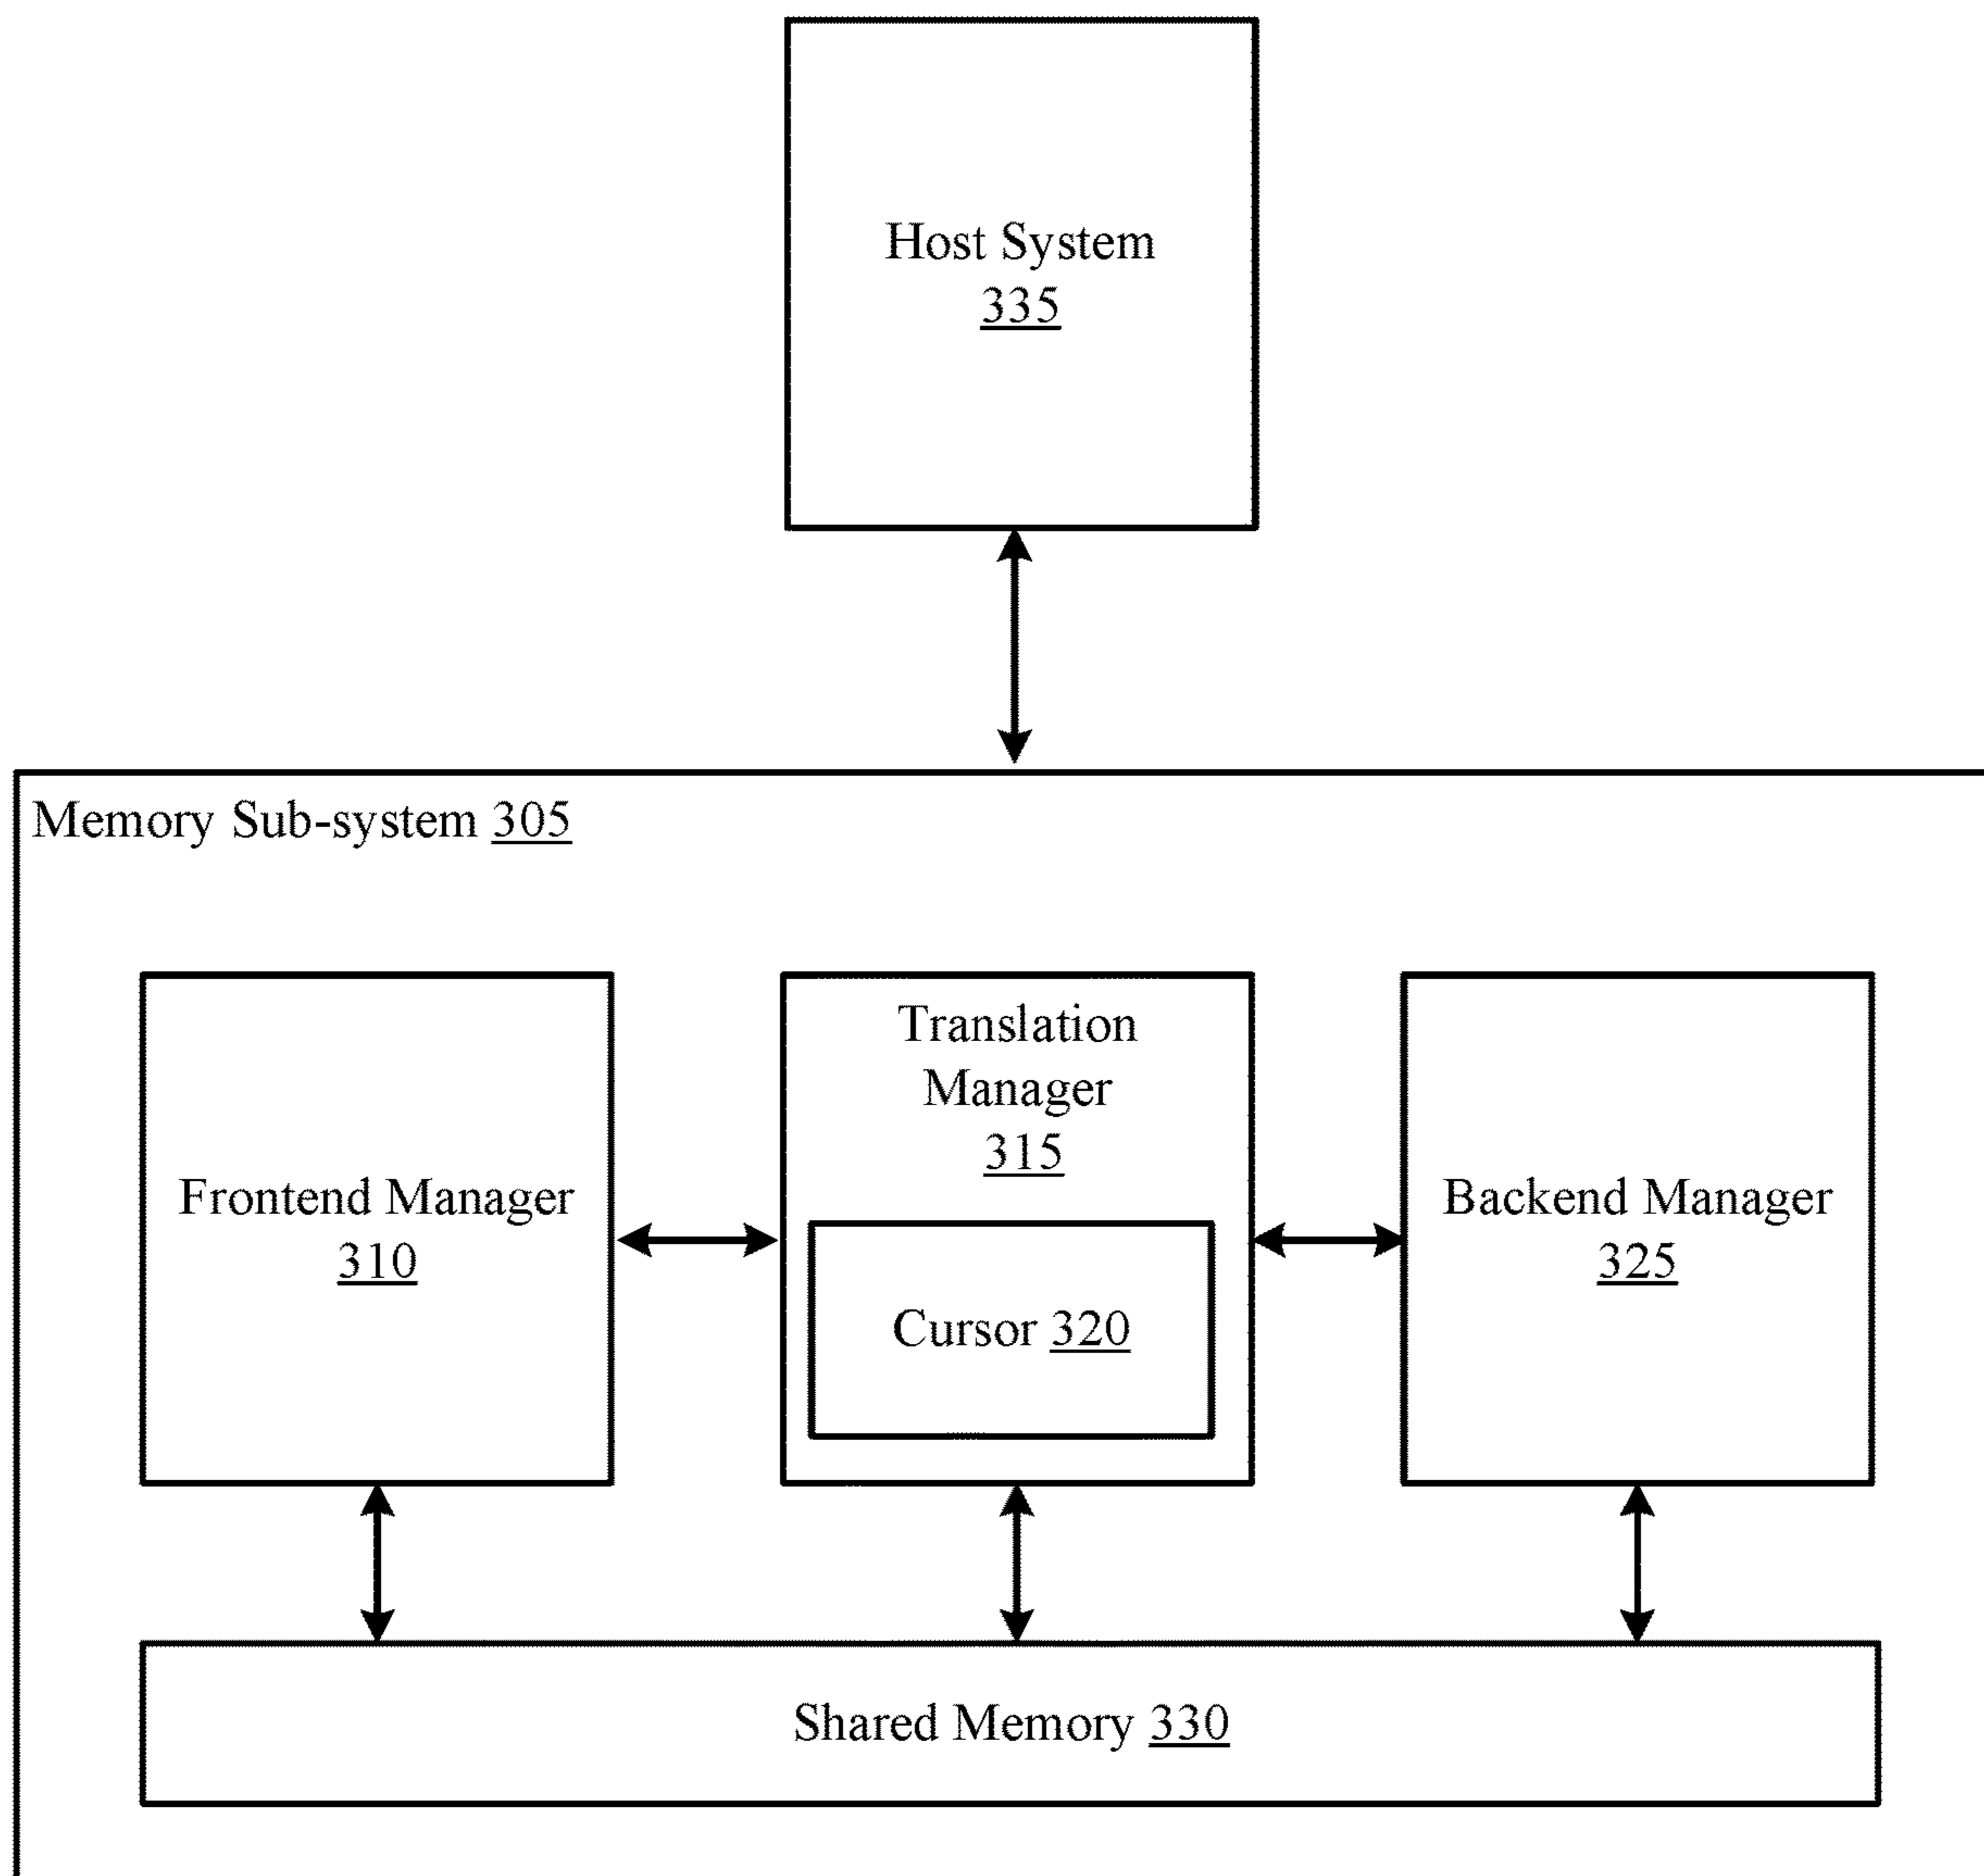 Host System
335
Memory Sub-system 305
Frontend Manager
310
Translation
Manager
315
Cursor 320
Backend Manager
325
Shared Memory 330